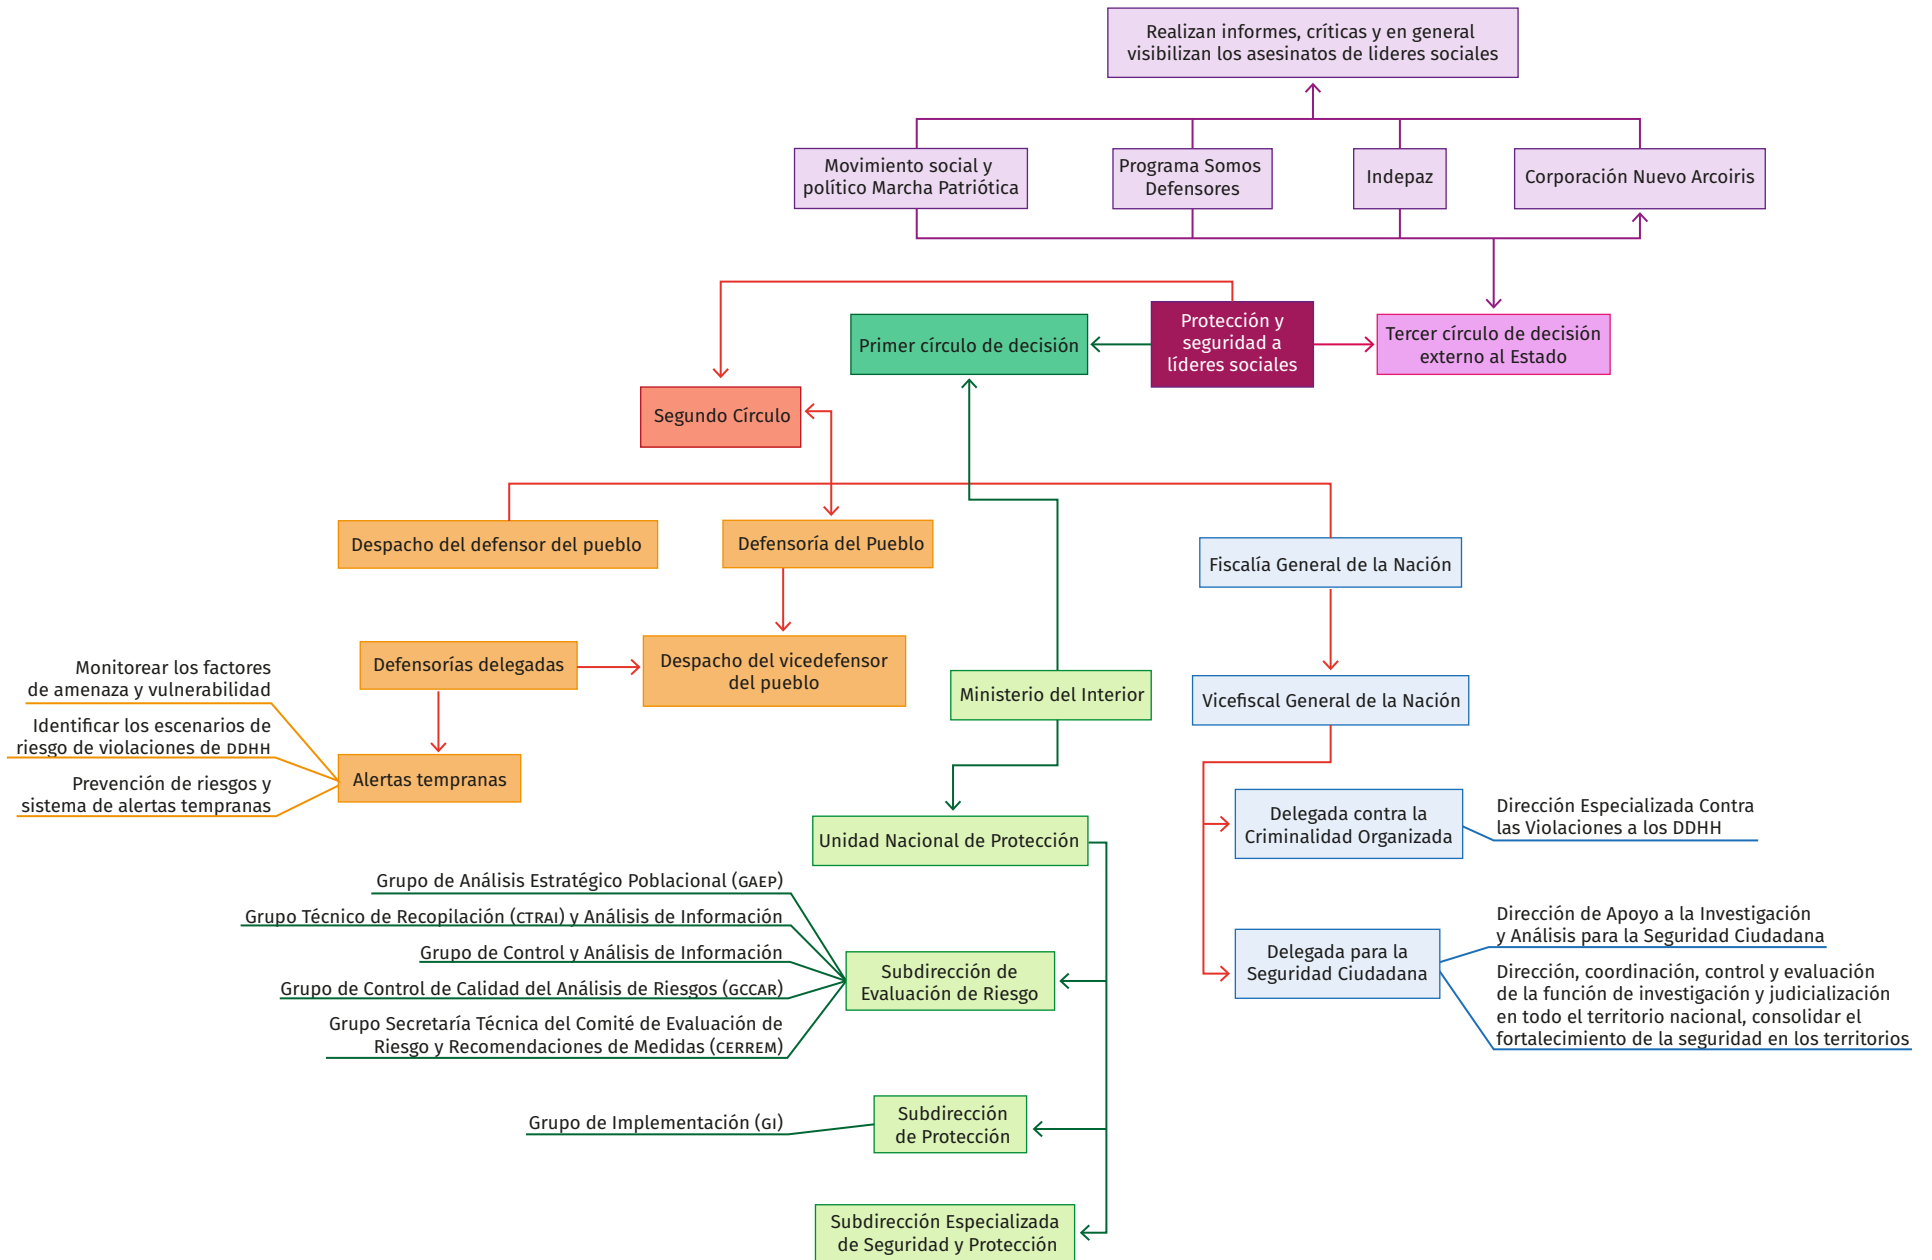 Realizan informes, críticas y en general
visibilizan los asesinatos de lideres sociales
Movimiento social y
político Marcha Patriótica
Programa Somos
Defensores
Indepaz
Corporación Nuevo Arcoiris
Protección y
seguridad a
líderes sociales
Primer círculo de decisión
Tercer círculo de decisión
externo al Estado
Segundo Círculo
Despacho del defensor del pueblo
Defensoría del Pueblo
Fiscalía General de la Nación
Defensorías delegadas
Despacho del vicedefensor
del pueblo
Monitorear los factores
de amenaza y vulnerabilidad
Identificar los escenarios de
riesgo de violaciones de DDHH
Prevención de riesgos y
sistema de alertas tempranas
Alertas tempranas
Ministerio del Interior
Vicefiscal General de la Nación
Unidad Nacional de Protección
Delegada contra la
Criminalidad Organizada
Dirección Especializada Contra
las Violaciones a los DDHH
Grupo de Análisis Estratégico Poblacional (GAEP)
Grupo Técnico de Recopilación (CTRAI) y Análisis de Información
Grupo de Control y Análisis de Información
Grupo de Control de Calidad del Análisis de Riesgos (GCCAR)
Grupo Secretaría Técnica del Comité de Evaluación de
Riesgo y Recomendaciones de Medidas (CERREM)
Subdirección de
Evaluación de Riesgo
Delegada para la
Seguridad Ciudadana
Dirección de Apoyo a la Investigación
y Análisis para la Seguridad Ciudadana
Dirección, coordinación, control y evaluación
de la función de investigación y judicialización
en todo el territorio nacional, consolidar el
fortalecimiento de la seguridad en los territorios
Grupo de Implementación (GI)
Subdirección
de Protección
Subdirección Especializada
de Seguridad y Protección